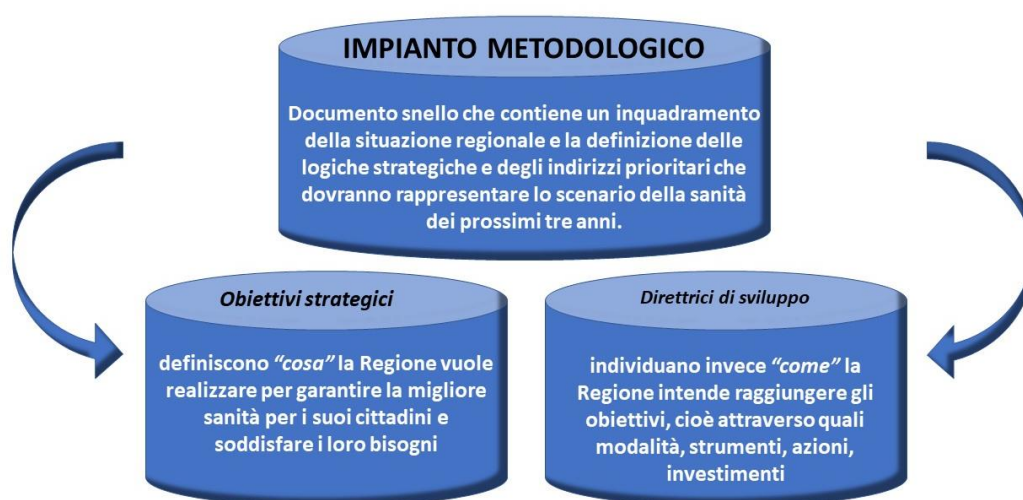 IMPIANTO METODOLOGICO
Documento snello che contiene un inquadramento
della situazione regionale e la definizione delle
logiche strategiche e degli indirizzi prioritari che
dovranno rappresentare lo scenario della sanità
dei prossimi tre anni.
Obiettivi strategici
definiscono “cosa” la Regione vuole
realizzare per garantire la migliore
sanità per i suoi cittadini e
soddisfare i loro bisogni
Direttrici di sviluppo
individuano invece “come” la
Regione intende raggiungere gli
obiettivi, cioè attraverso quali
modalità, strumenti, azioni,
investimenti